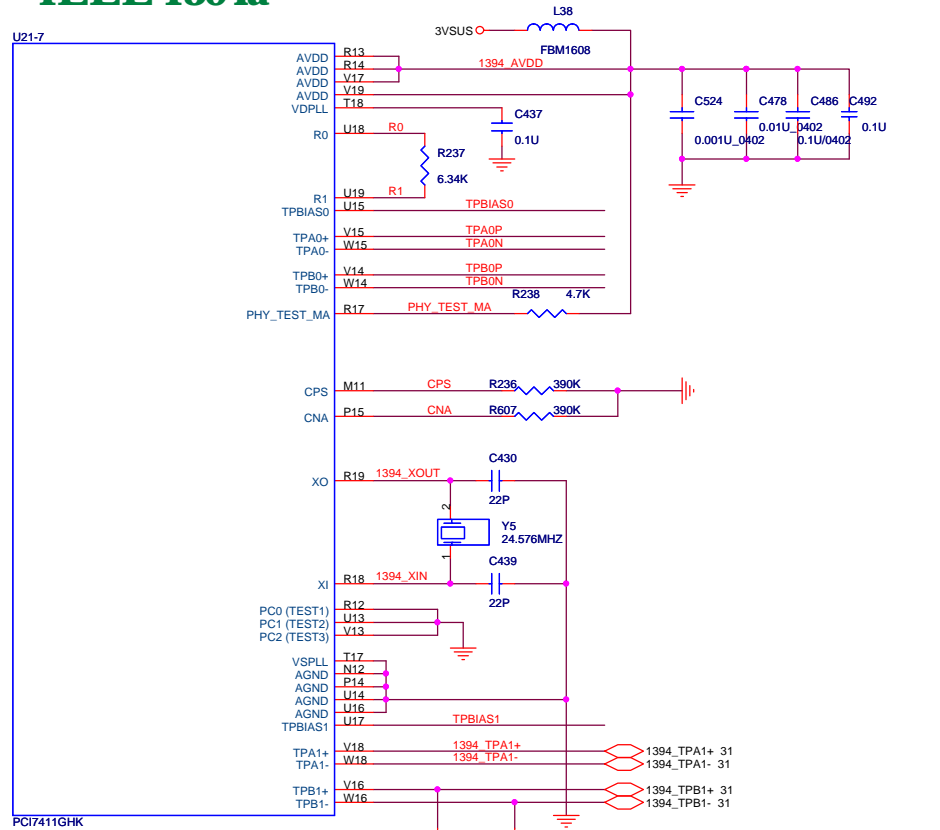 IEEE 1394a
U21-7
L38
3VSUS
FBM1608
AVDD R13
AVDD R14 1394_AVDD
AVDD V17
AVDD V19
VDPLL T18
C437
0.1U
C524
0.001U_0402
C478
0.01U_0402
C486
0.1U/0402
C492
0.1U
R0 U18 R0
R237
6.34K
R1 U19 R1
TPBIAS0 U15 TPBIAS0
TPA0+ V15 TPA0P
TPA0- W15 TPA0N
TPB0+ V14 TPB0P
TPB0- W14 TPB0N
R238 4.7K
PHY_TEST_MA R17 PHY_TEST_MA
CPS M11 CPS R236 390K
CNA P15 CNA R607 390K
C430
XO R19 1394_XOUT
22P
2
Y5
24.576MHZ
1
C439
XI R18 1394_XIN
22P
PC0 (TEST1) R12
PC1 (TEST2) U13
PC2 (TEST3) V13
VSPLL T17
AGND N12
AGND P14
AGND U14
AGND U16
TPBIAS1 U17 TPBIAS1
TPA1+ V18 1394_TPA1+ 1394_TPA1+ 31
TPA1- W18 1394_TPA1- 1394_TPA1- 31
TPB1+ V16 1394_TPB1+ 31
TPB1- W16 1394_TPB1- 31
PCI7411GHK